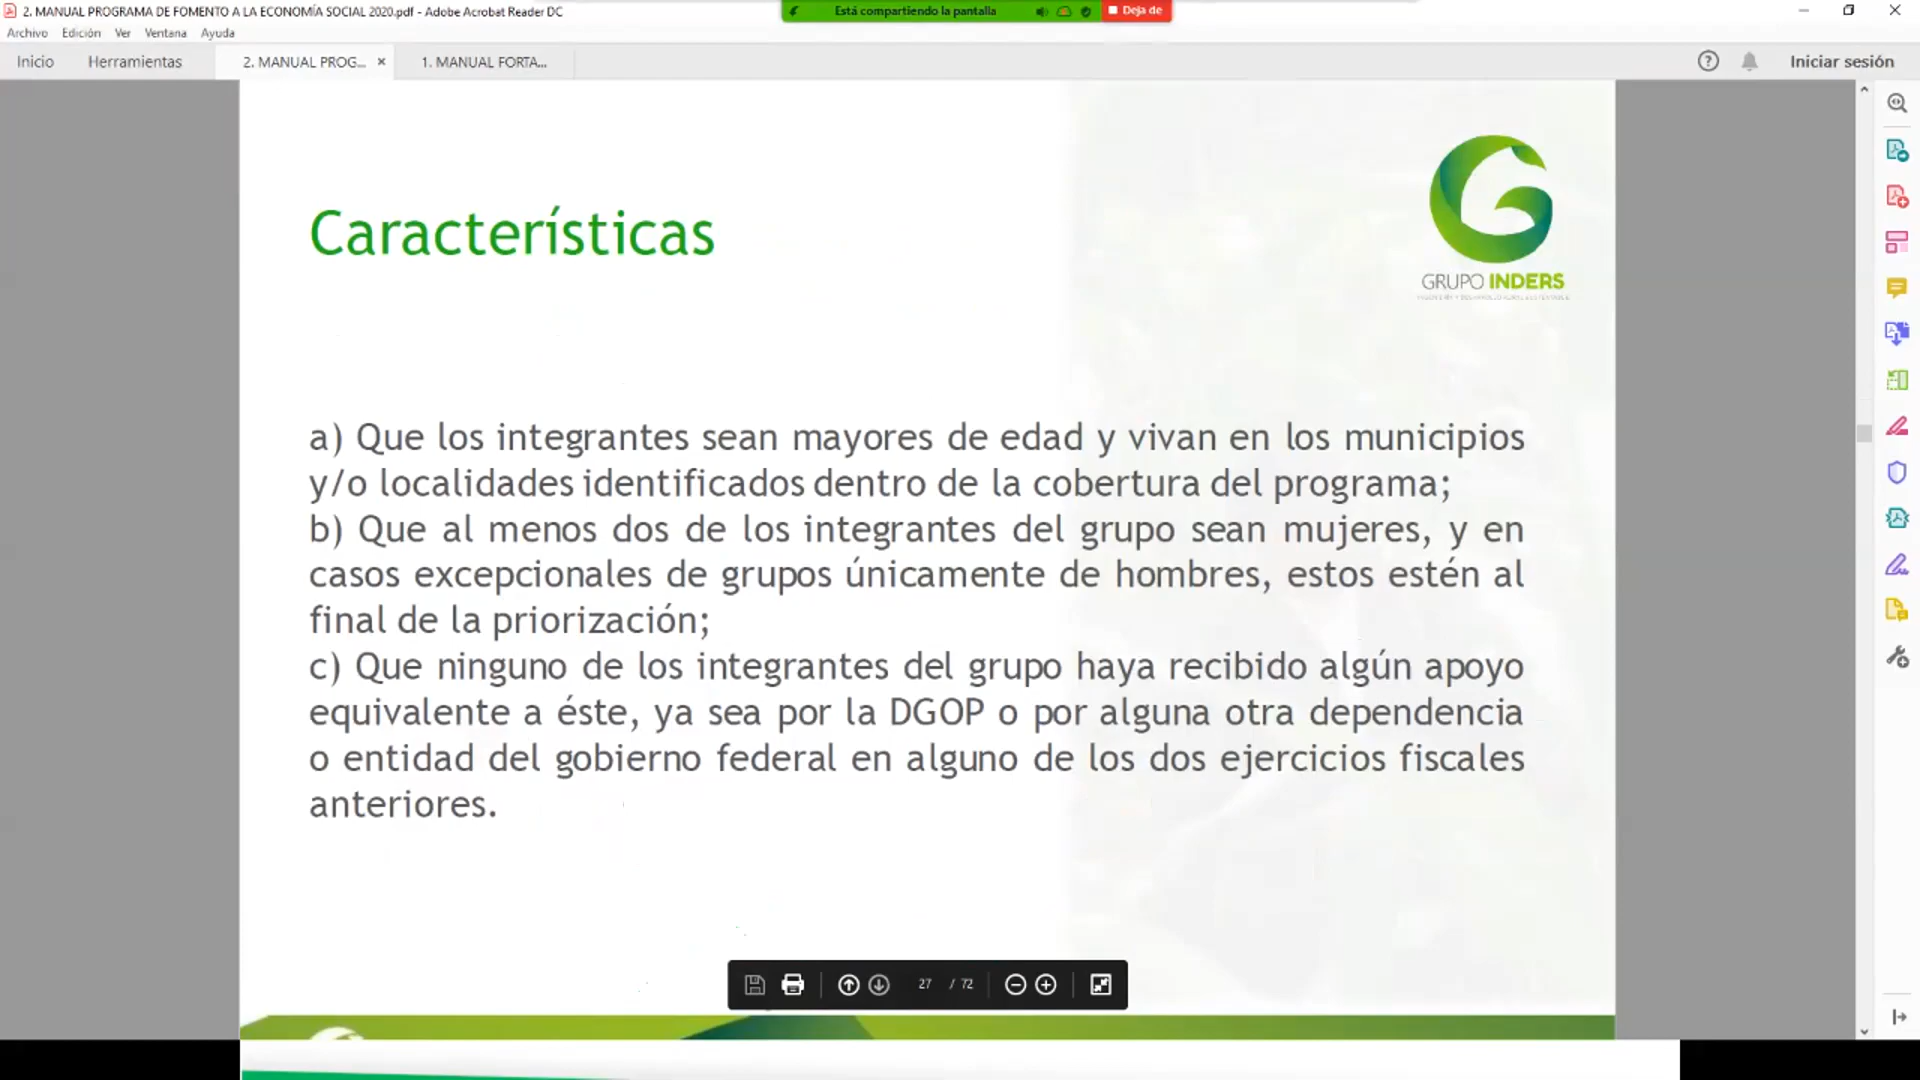 2. MANUAL PROGRAMA DE FOMENTO A LA ECONOMÍA SOCIAL 2020.pdf - Adobe Acrobat Reader DC
Está compartiendo la pantalla
Deja de
Archivo Edición Ver Ventana Ayuda
Inicio Herramientas 2. MANUAL PROG... × 1. MANUAL FORTA... Iniciar sesión
GRUPO INDERS
Características
a) Que los integrantes sean mayores de edad y vivan en los municipios
y/o localidades identificados dentro de la cobertura del programa;
b) Que al menos dos de los integrantes del grupo sean mujeres, y en
casos excepcionales de grupos únicamente de hombres, estos estén al
final de la priorización;
c) Que ninguno de los integrantes del grupo haya recibido algún apoyo
equivalente a éste, ya sea por la DGOP o por alguna otra dependencia
o entidad del gobierno federal en alguno de los dos ejercicios fiscales
anteriores.
27 / 72